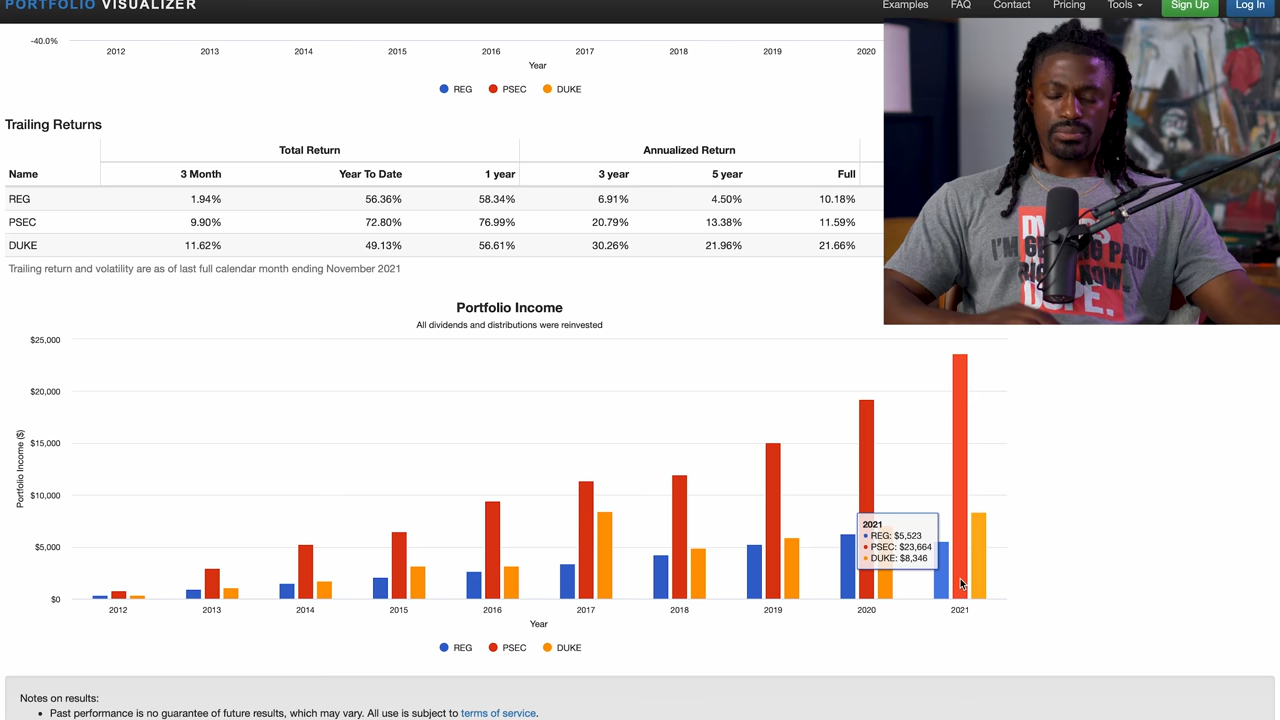 PORTFOLIO VISUALIZER
Examples FAQ Contact Pricing Tools Sign Up Log In
-40.0%
2012 2013 2014 2015 2016 2017 2018 2019 2020
Year
REG PSEC DUKE
Trailing Returns
Total Return Annualized Return
Name 3 Month Year To Date 1 year 3 year 5 year Full
REG 1.94% 56.36% 58.34% 6.91% 4.50% 10.18%
PSEC 9.90% 72.80% 76.99% 20.79% 13.38% 11.59%
DUKE 11.62% 49.13% 56.61% 30.26% 21.96% 21.66%
Trailing return and volatility are as of last full calendar month ending November 2021
I'M PAID
NOW.
DOPE.
Portfolio Income
All dividends and distributions were reinvested
Portfolio Income ($)
$25,000
$20,000
$15,000
$10,000
$5,000
$0
2021
REG: $5,523
PSEC: $23,664
DUKE: $8,346
2012 2013 2014 2015 2016 2017 2018 2019 2020 2021
Year
REG PSEC DUKE
Notes on results:
• Past performance is no guarantee of future results, which may vary. All use is subject to terms of service.